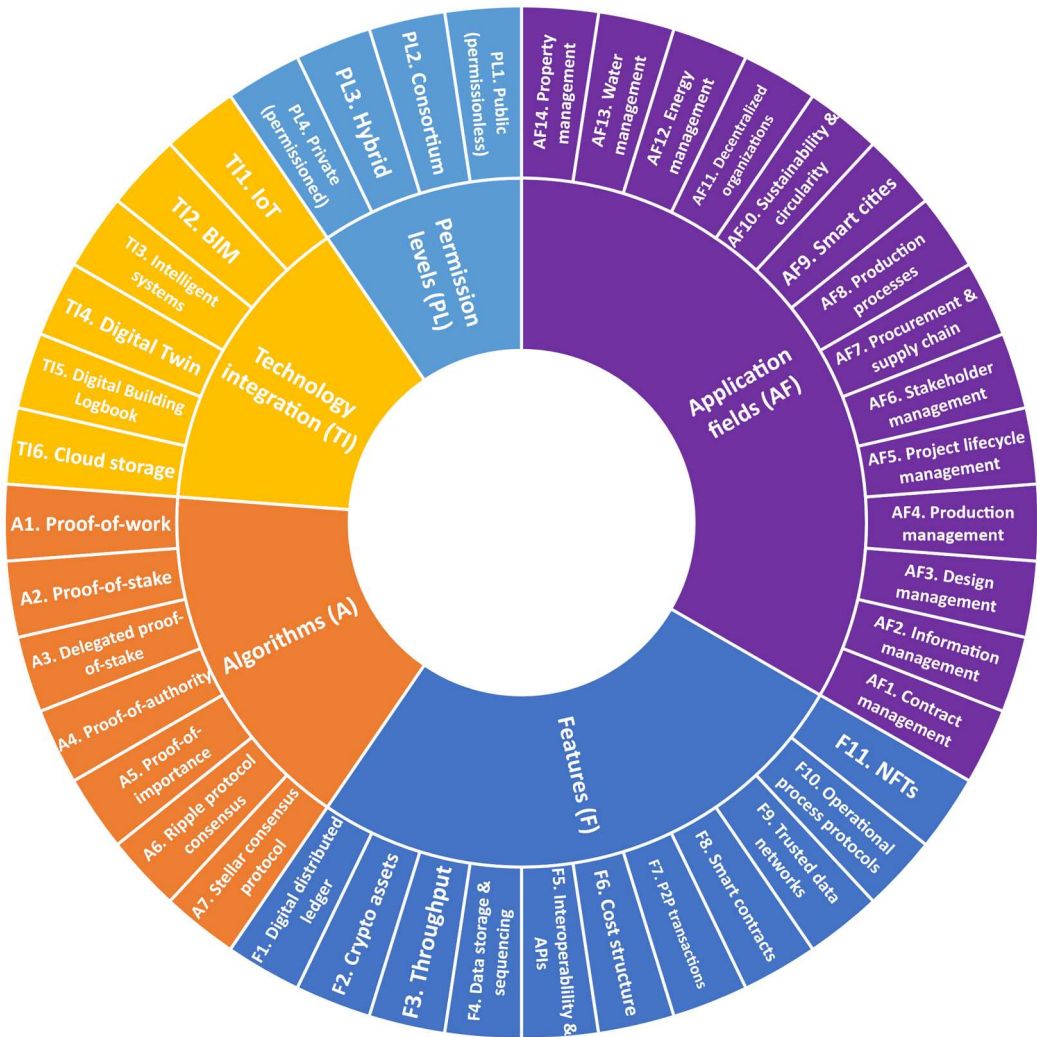 Application
fields (AF)
AF14. Property
management
AF13. Water
management
AF12. Energy
management
AF11. Decentralized
organizations
AF10. Sustainability &
circularity
AF9. Smart cities
AF8. Production
processes
AF7. Procurement &
supply chain
AF6. Stakeholder
management
AF5. Project lifecycle
management
AF4. Production
management
AF3. Design
management
AF2. Information
management
AF1. Contract
management
Features (F)
F11. NFTs
F10. Operational
process protocols
F9. Trusted data
networks
F8. Smart contracts
F7. P2P transactions
F6. Cost structure
F5. Interoperablility &
APIs
F4. Data storage &
sequencing
F3. Throughput
F2. Crypto assets
F1. Digital distributed
ledger
Algorithms (A)
A7. Stellar consensus
protocol
A6. Ripple protocol
consensus
A5. Proof-of-
importance
A4. Proof-of-authority
A3. Delegated proof-
of-stake
A2. Proof-of-stake
A1. Proof-of-work
Technology
integration (TI)
TI6. Cloud storage
TI5. Digital Building
Logbook
TI4. Digital Twin
TI3. Intelligent
systems
TI2. BIM
TI1. IoT
Permission
levels (PL)
PL4. Private
(permissioned)
PL3. Hybrid
PL2. Consortium
PL1. Public
(permissionless)